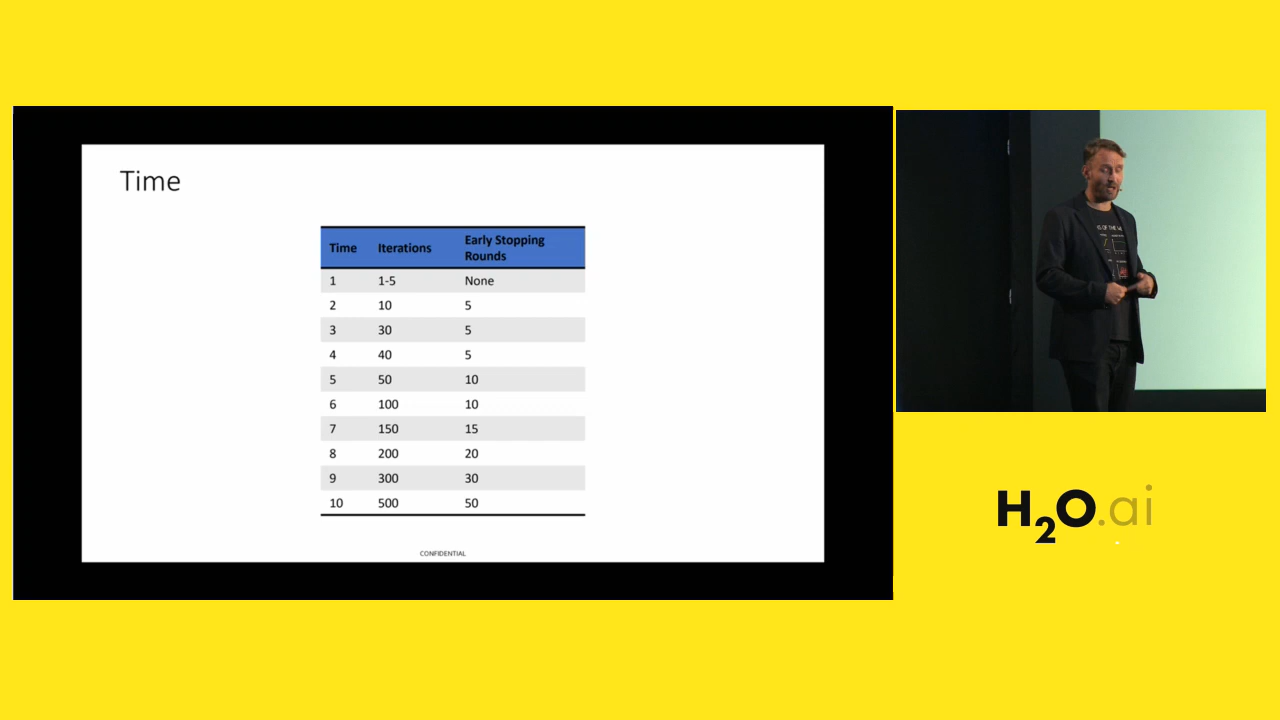 Time
Time Iterations Early Stopping Rounds
1 1-5 None
2 10 5
3 30 5
4 40 5
5 50 10
6 100 10
7 150 15
8 200 20
9 300 30
10 500 50
CONFIDENTIAL
H2O.ai